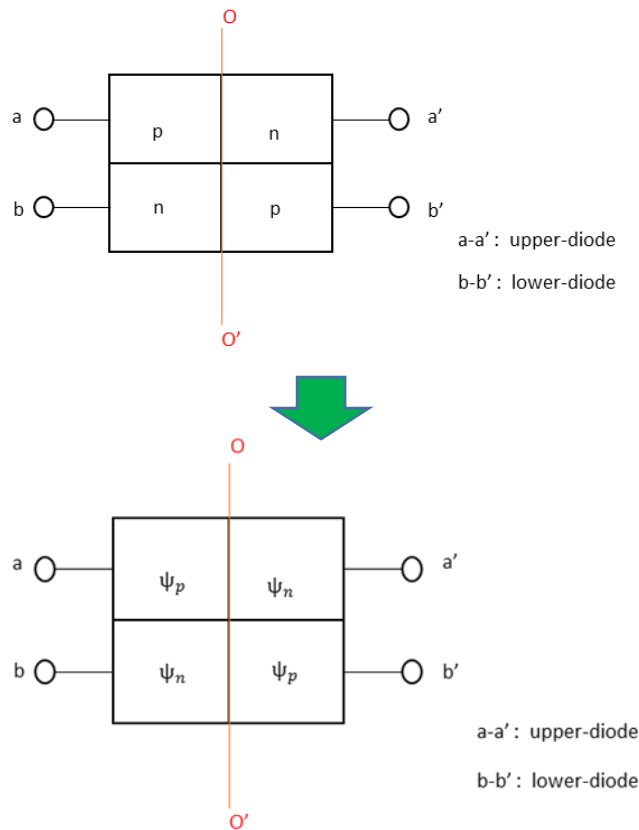 O
a p n a’
b n p b’
a-a’ : upper-diode
b-b’ : lower-diode
O’
O
a ψp ψn a’
b ψn ψp b’
a-a’ : upper-diode
b-b’ : lower-diode
O’